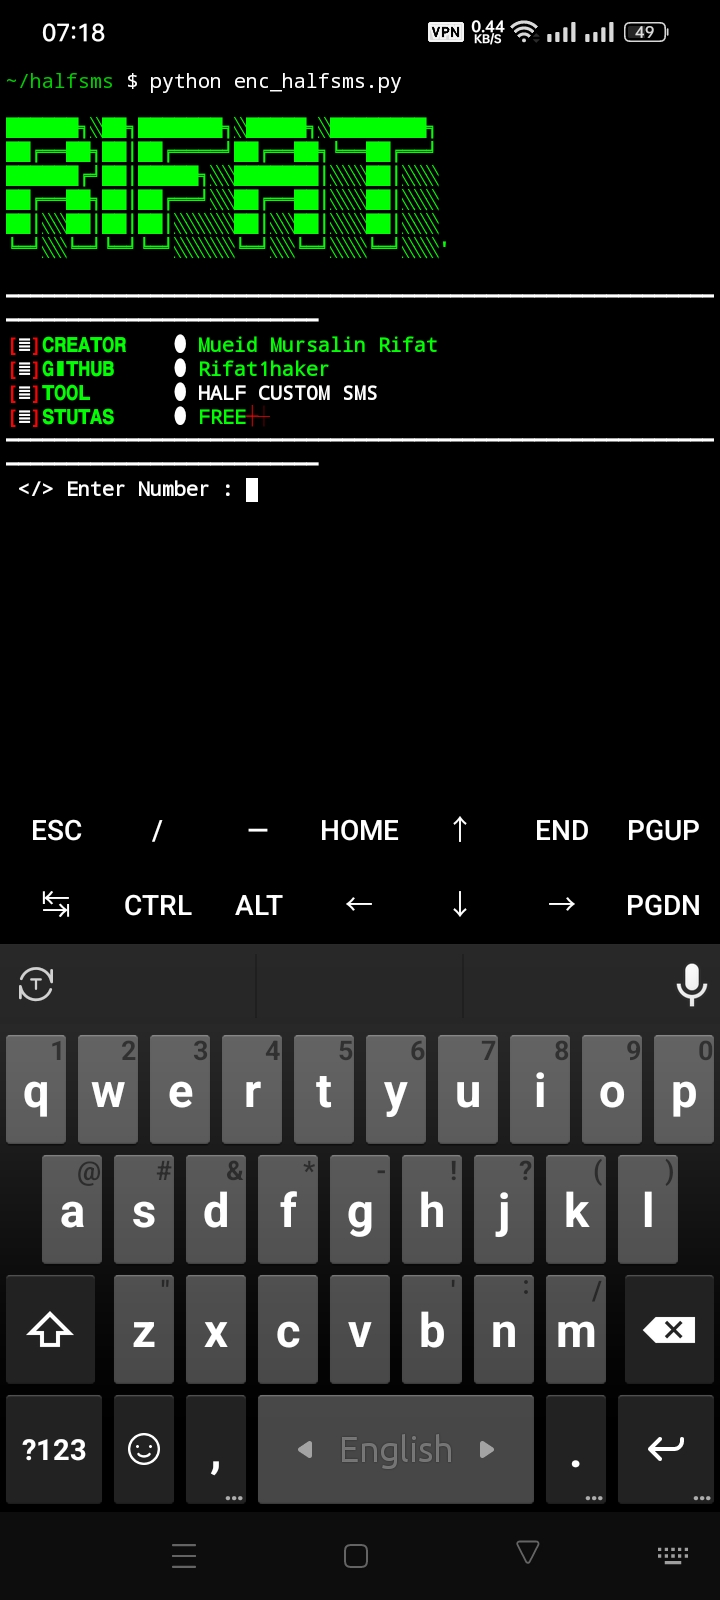 07:18 VPN 0.44 KB/S 49
~/halfsms $ python enc_halfsms.py
RIFAT
[≣]CREATOR Mueid Mursalin Rifat
[≣]GITHUB Rifat1haker
[≣]TOOL HALF CUSTOM SMS
[≣]STUTAS FREE
</> Enter Number :
ESC / — HOME ↑ END PGUP
↹ CTRL ALT ← ↓ → PGDN
T
1 2 3 4 5 6 7 8 9 0
q w e r t y u i o p
@ # & * - ! ? ( )
a s d f g h j k l
" ' : /
z x c v b n m
?123 , English .